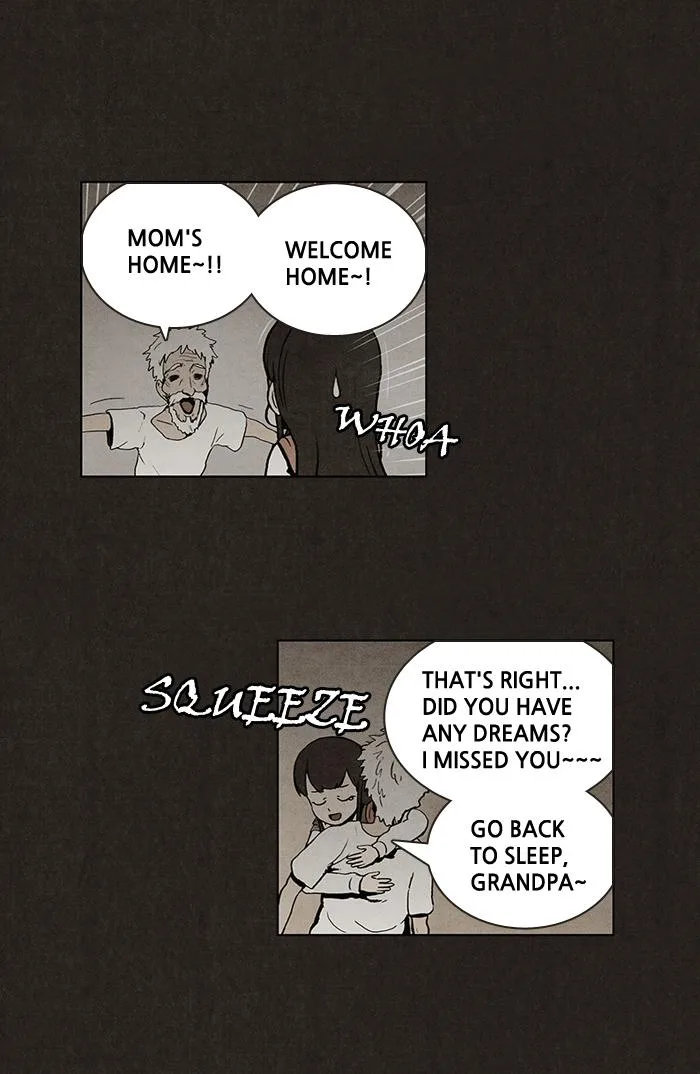 MOM'S
HOME~!!
WELCOME
HOME~!
WHOA
SQUEEZE
THAT'S RIGHT...
DID YOU HAVE
ANY DREAMS?
I MISSED YOU~~~
GO BACK
TO SLEEP,
GRANDPA~